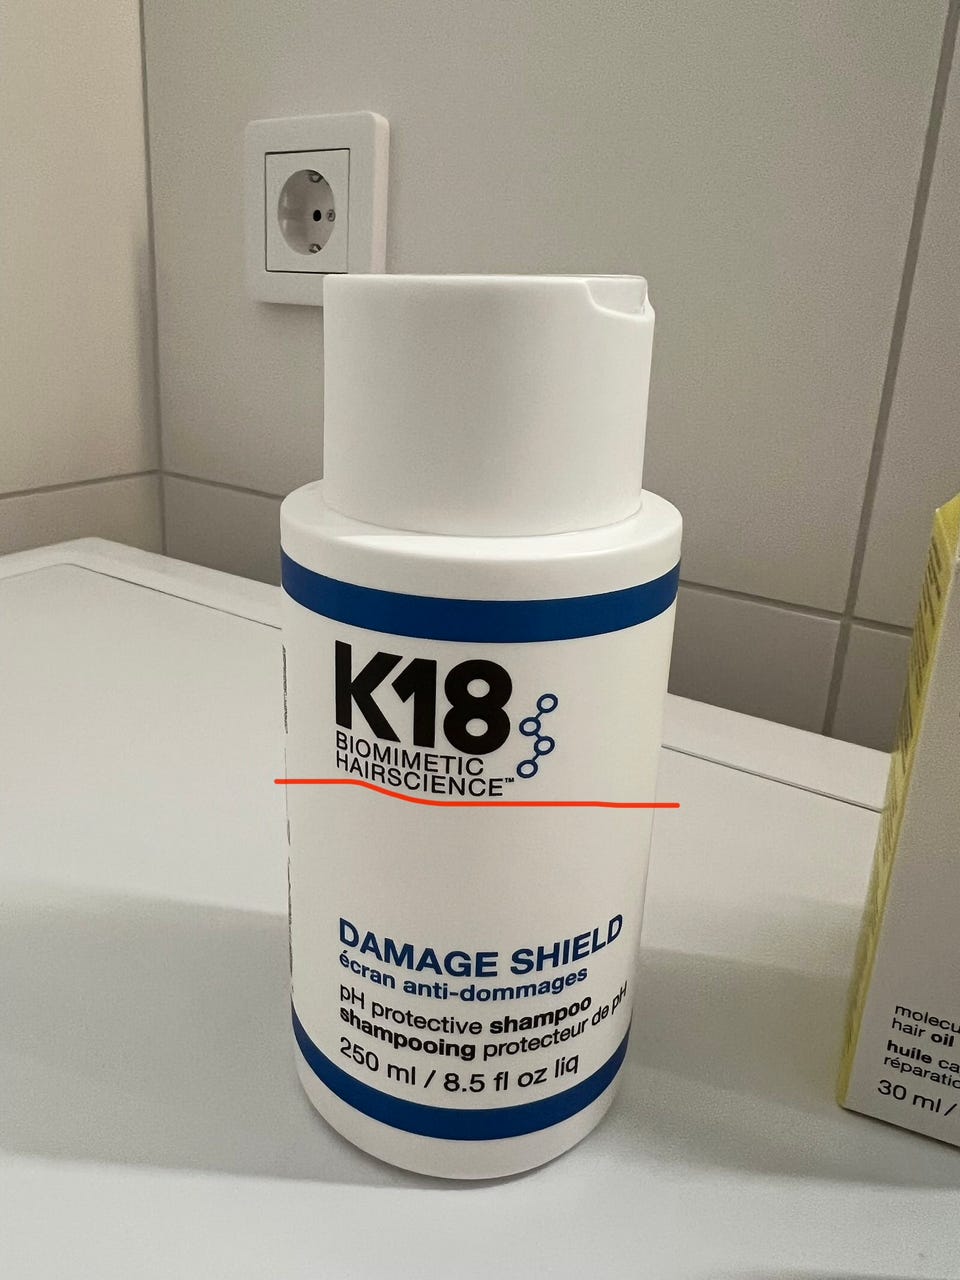 K18
BIOMIMETIC
HAIRSCIENCE™
DAMAGE SHIELD
écran anti-dommages
pH protective shampoo
shampooing protecteur de pH
250 ml / 8.5 fl oz liq
hair oil
huile
30 ml /